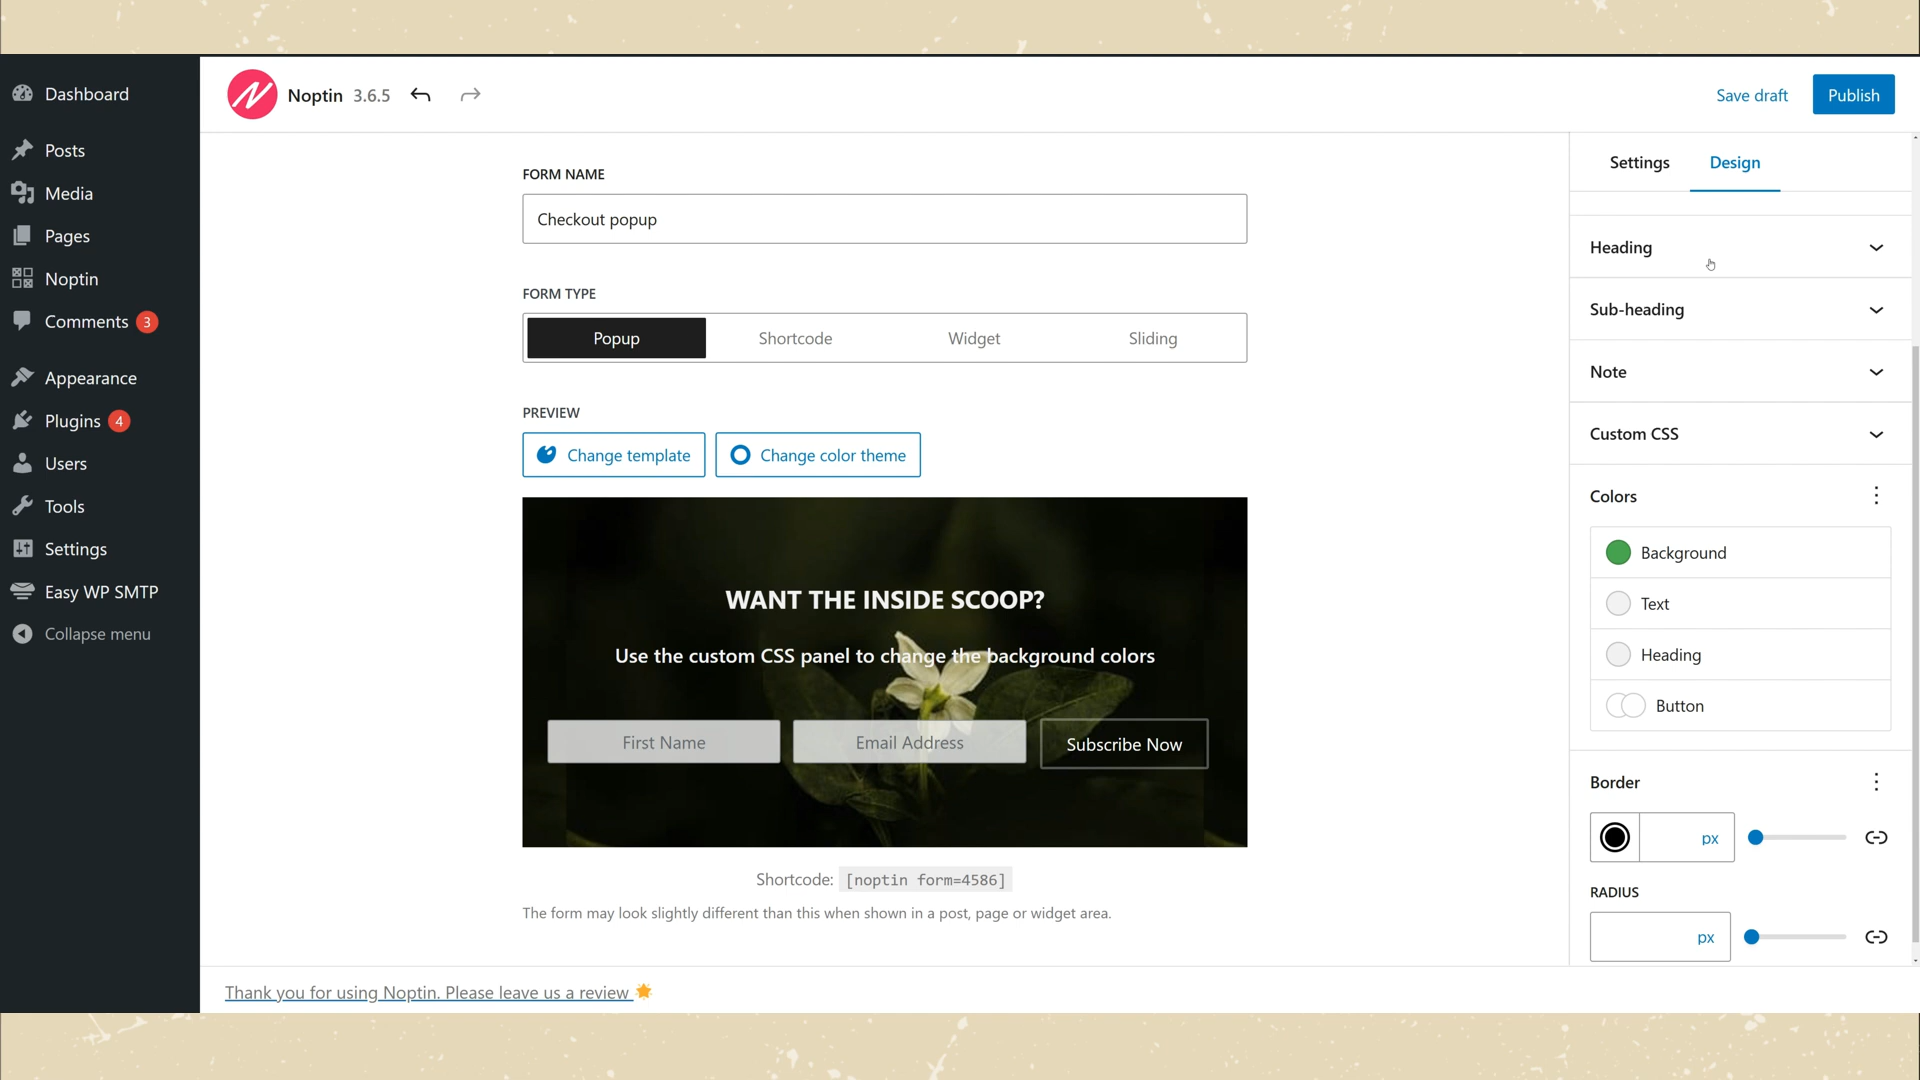 Dashboard
Posts
Media
Pages
Noptin
Comments 3
Appearance
Plugins 4
Users
Tools
Settings
Easy WP SMTP
Collapse menu
Noptin 3.6.5
Save draft
Publish
FORM NAME
Checkout popup
FORM TYPE
Popup Shortcode Widget Sliding
PREVIEW
Change template Change color theme
WANT THE INSIDE SCOOP?
Use the custom CSS panel to change the background colors
First Name Email Address Subscribe Now
Shortcode: [noptin form=4586]
The form may look slightly different than this when shown in a post, page or widget area.
Settings Design
Heading
Sub-heading
Note
Custom CSS
Colors
Background
Text
Heading
Button
Border
px
RADIUS
px
Thank you for using Noptin. Please leave us a review